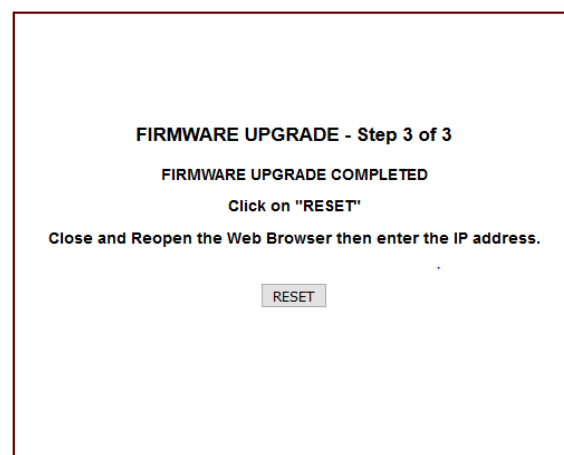 FIRMWARE UPGRADE - Step 3 of 3
FIRMWARE UPGRADE COMPLETED
Click on "RESET"
Close and Reopen the Web Browser then enter the IP address.
RESET